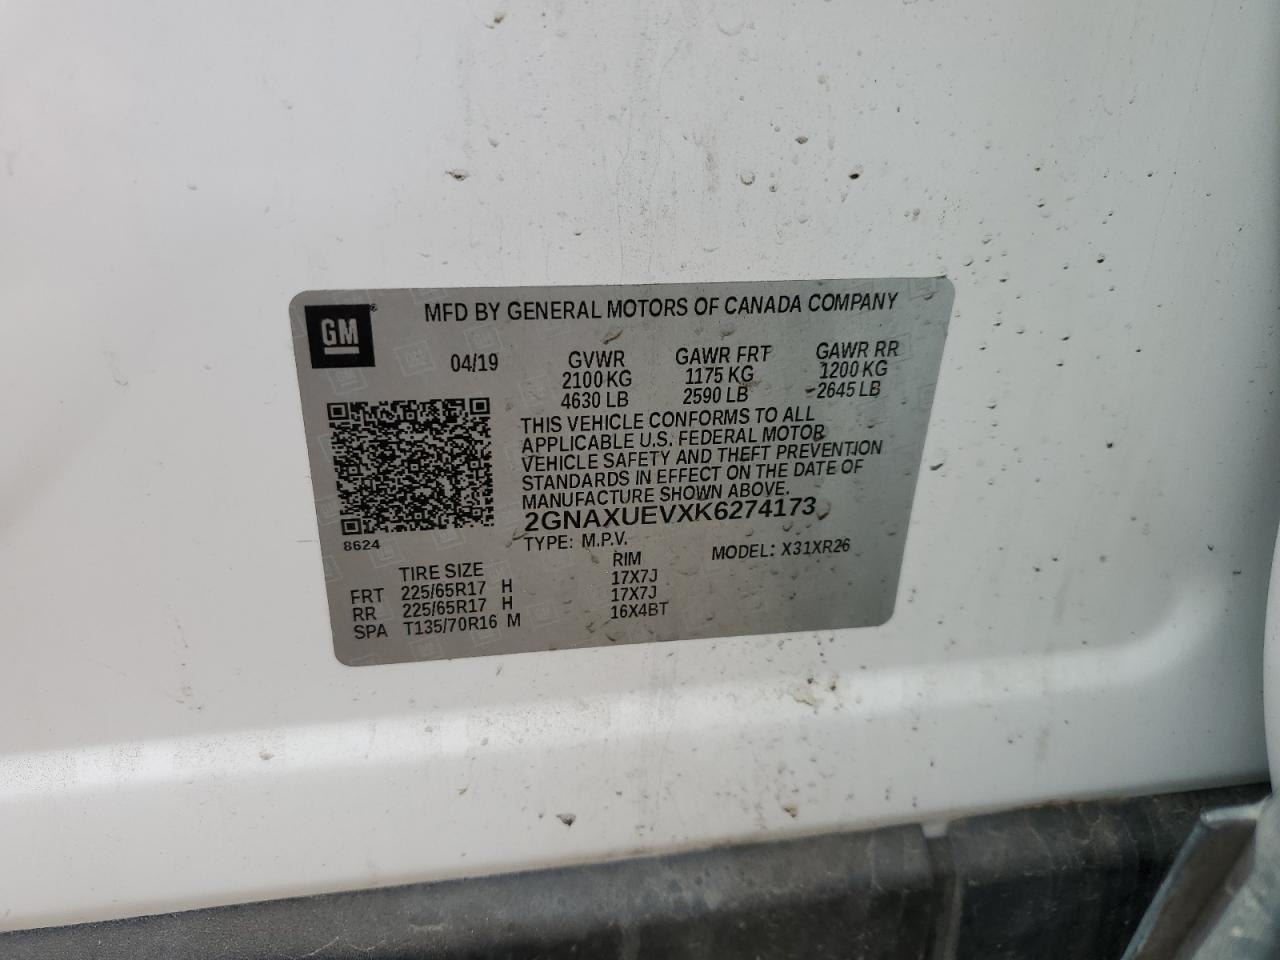 GM
MFD BY GENERAL MOTORS OF CANADA COMPANY
04/19 GVWR GAWR FRT GAWR RR
2100 KG 1175 KG 1200 KG
4630 LB 2590 LB 2645 LB
THIS VEHICLE CONFORMS TO ALL
APPLICABLE U.S. FEDERAL MOTOR
VEHICLE SAFETY AND THEFT PREVENTION
STANDARDS IN EFFECT ON THE DATE OF
MANUFACTURE SHOWN ABOVE.
2GNAXUEVXK6274173
8624
TYPE: M.P.V. MODEL: X31XR26
TIRE SIZE RIM
FRT 225/65R17 H 17X7J
RR 225/65R17 H 17X7J
SPA T135/70R16 M 16X4BT